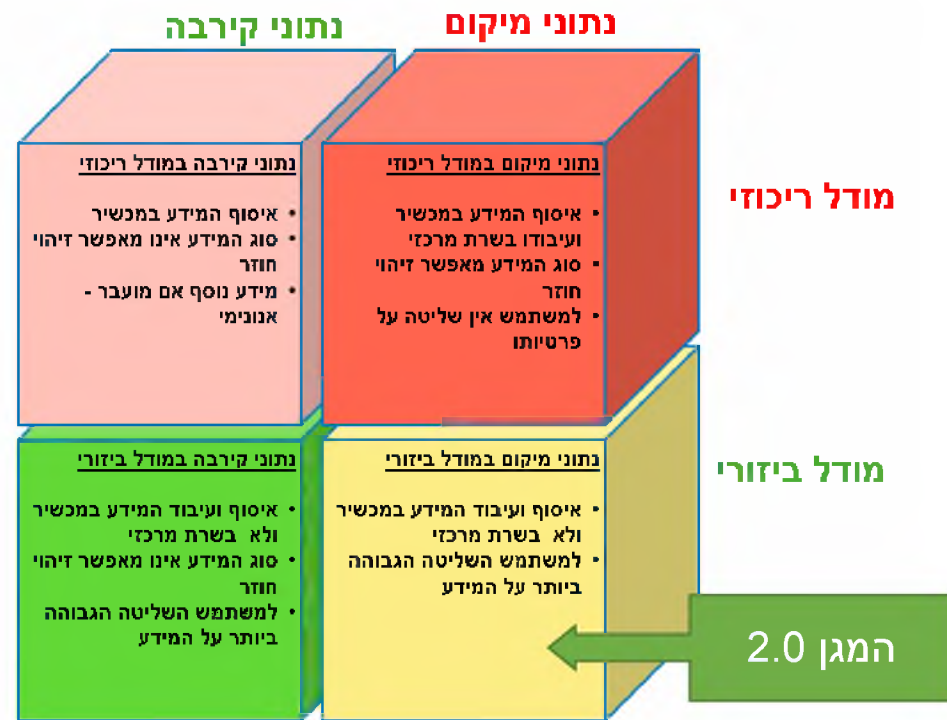 נתוני מיקום
נתוני קירבה
מודל ריכוזי
נתוני מיקום במודל ריכוזי
• איסוף המידע במכשיר
ועיבודו בשרת מרכזי
• סוג המידע מאפשר זיהוי
חוזר
• למשתמש אין שליטה על
פרטיותו
נתוני קירבה במודל ריכוזי
• איסוף המידע במכשיר
• סוג המידע אינו מאפשר זיהוי
חוזר
• מידע נוסף אם מועבר -
אנונימי
מודל ביזורי
נתוני מיקום במודל ביזורי
• איסוף ועיבוד המידע במכשיר
ולא בשרת מרכזי
• למשתמש השליטה הגבוהה
ביותר על המידע
נתוני קירבה במודל ביזורי
• איסוף ועיבוד המידע במכשיר
ולא בשרת מרכזי
• סוג המידע אינו מאפשר זיהוי
חוזר
• למשתמש השליטה הגבוהה
ביותר על המידע
המגן 2.0